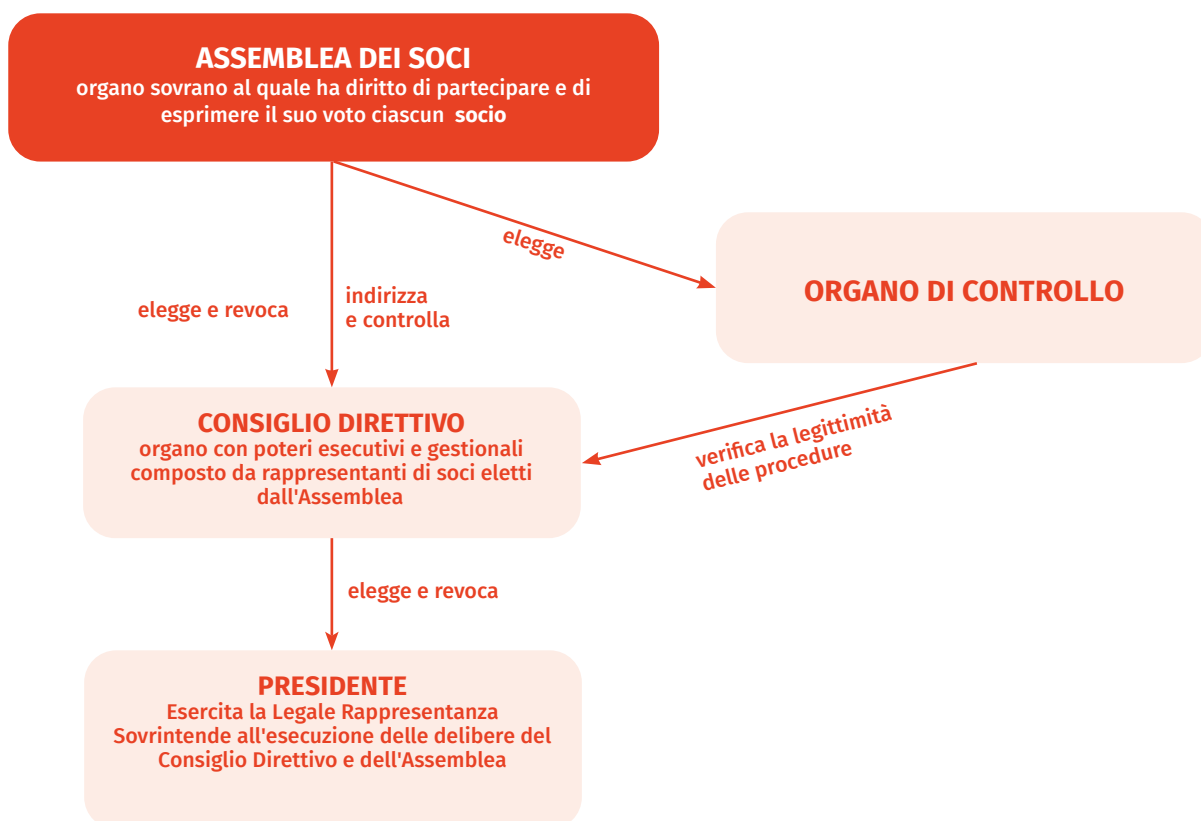 ASSEMBLEA DEI SOCI
organo sovrano al quale ha diritto di partecipare e di
esprimere il suo voto ciascun socio
elegge
ORGANO DI CONTROLLO
elegge e revoca
indirizza
e controlla
verifica la legittimità
delle procedure
CONSIGLIO DIRETTIVO
organo con poteri esecutivi e gestionali
composto da rappresentanti di soci eletti
dall'Assemblea
elegge e revoca
PRESIDENTE
Esercita la Legale Rappresentanza
Sovrintende all'esecuzione delle delibere del
Consiglio Direttivo e dell'Assemblea